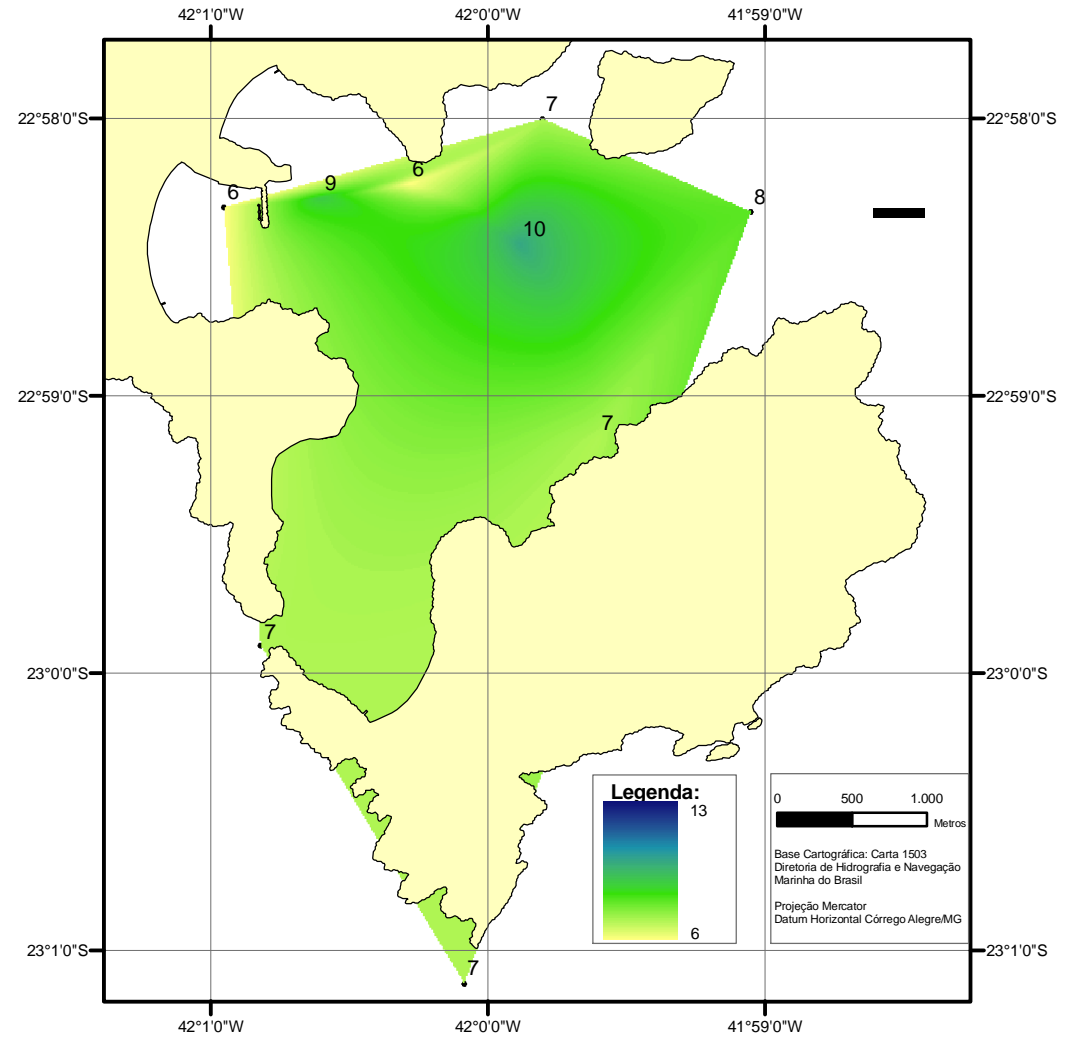 42°1'0"W
42°0'0"W
41°59'0"W
22°58'0"S
22°58'0"S
7
6
9
6
8
10
22°59'0"S
22°59'0"S
7
7
23°0'0"S
23°0'0"S
Legenda:
13
6
0
500
1.000
Metros
Base Cartográfica: Carta 1503
Diretoria de Hidrografia e Navegação
Marinha do Brasil
Projeção Mercator
Datum Horizontal Córrego Alegre/MG
23°1'0"S
23°1'0"S
7
42°1'0"W
42°0'0"W
41°59'0"W